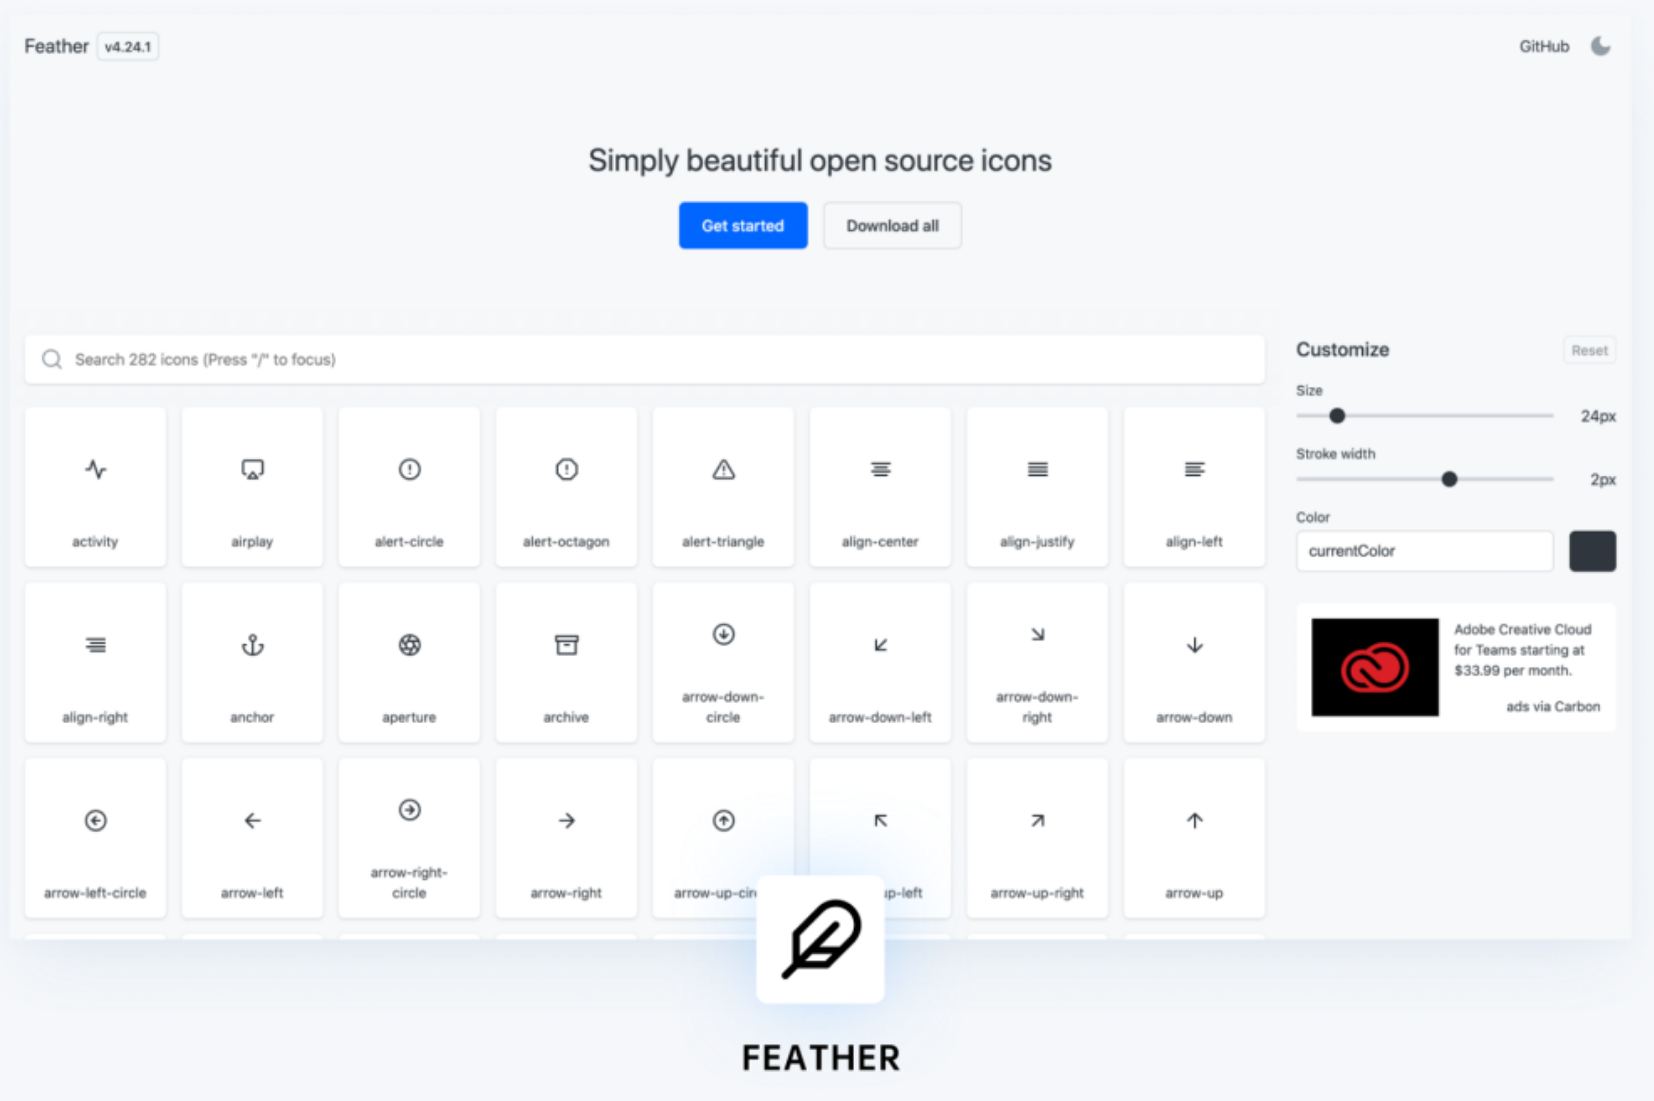 Feather v4.24.1
GitHub
Simply beautiful open source icons
Get started
Download all
Search 282 icons (Press "/" to focus)
Customize
Reset
Size
24px
Stroke width
2px
Color
currentColor
Adobe Creative Cloud
for Teams starting at
$33.99 per month.
ads via Carbon
activity
airplay
alert-circle
alert-octagon
alert-triangle
align-center
align-justify
align-left
align-right
anchor
aperture
archive
arrow-down-
circle
arrow-down-left
arrow-down-
right
arrow-down
arrow-left-circle
arrow-left
arrow-right-
circle
arrow-right
arrow-up-cir
up-left
arrow-up-right
arrow-up
FEATHER